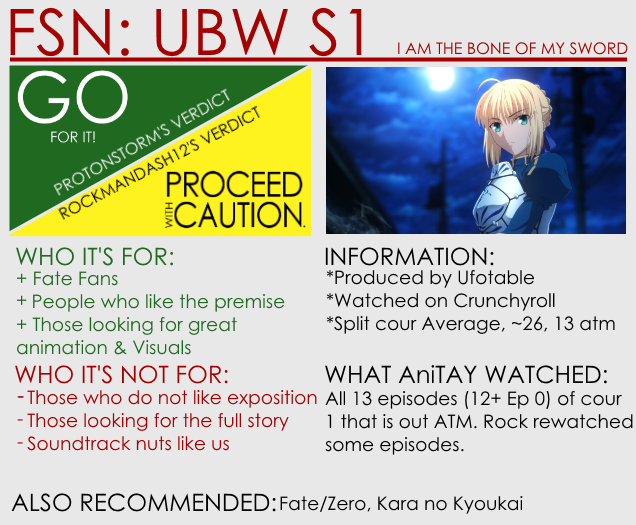 FSN: UBW S1
I AM THE BONE OF MY SWORD
GO
FOR IT!
PROTONSTORM'S VERDICT
ROCKMANDASH12'S VERDICT
PROCEED
WITH CAUTION.
WHO IT'S FOR:
+ Fate Fans
+ People who like the premise
+ Those looking for great
animation & Visuals
WHO IT'S NOT FOR:
- Those who do not like exposition
- Those looking for the full story
- Soundtrack nuts like us
INFORMATION:
*Produced by Ufotable
*Watched on Crunchyroll
*Split cour Average, ~26, 13 atm
WHAT AniTAY WATCHED:
All 13 episodes (12+ Ep 0) of cour
1 that is out ATM. Rock rewatched
some episodes.
ALSO RECOMMENDED: Fate/Zero, Kara no Kyoukai